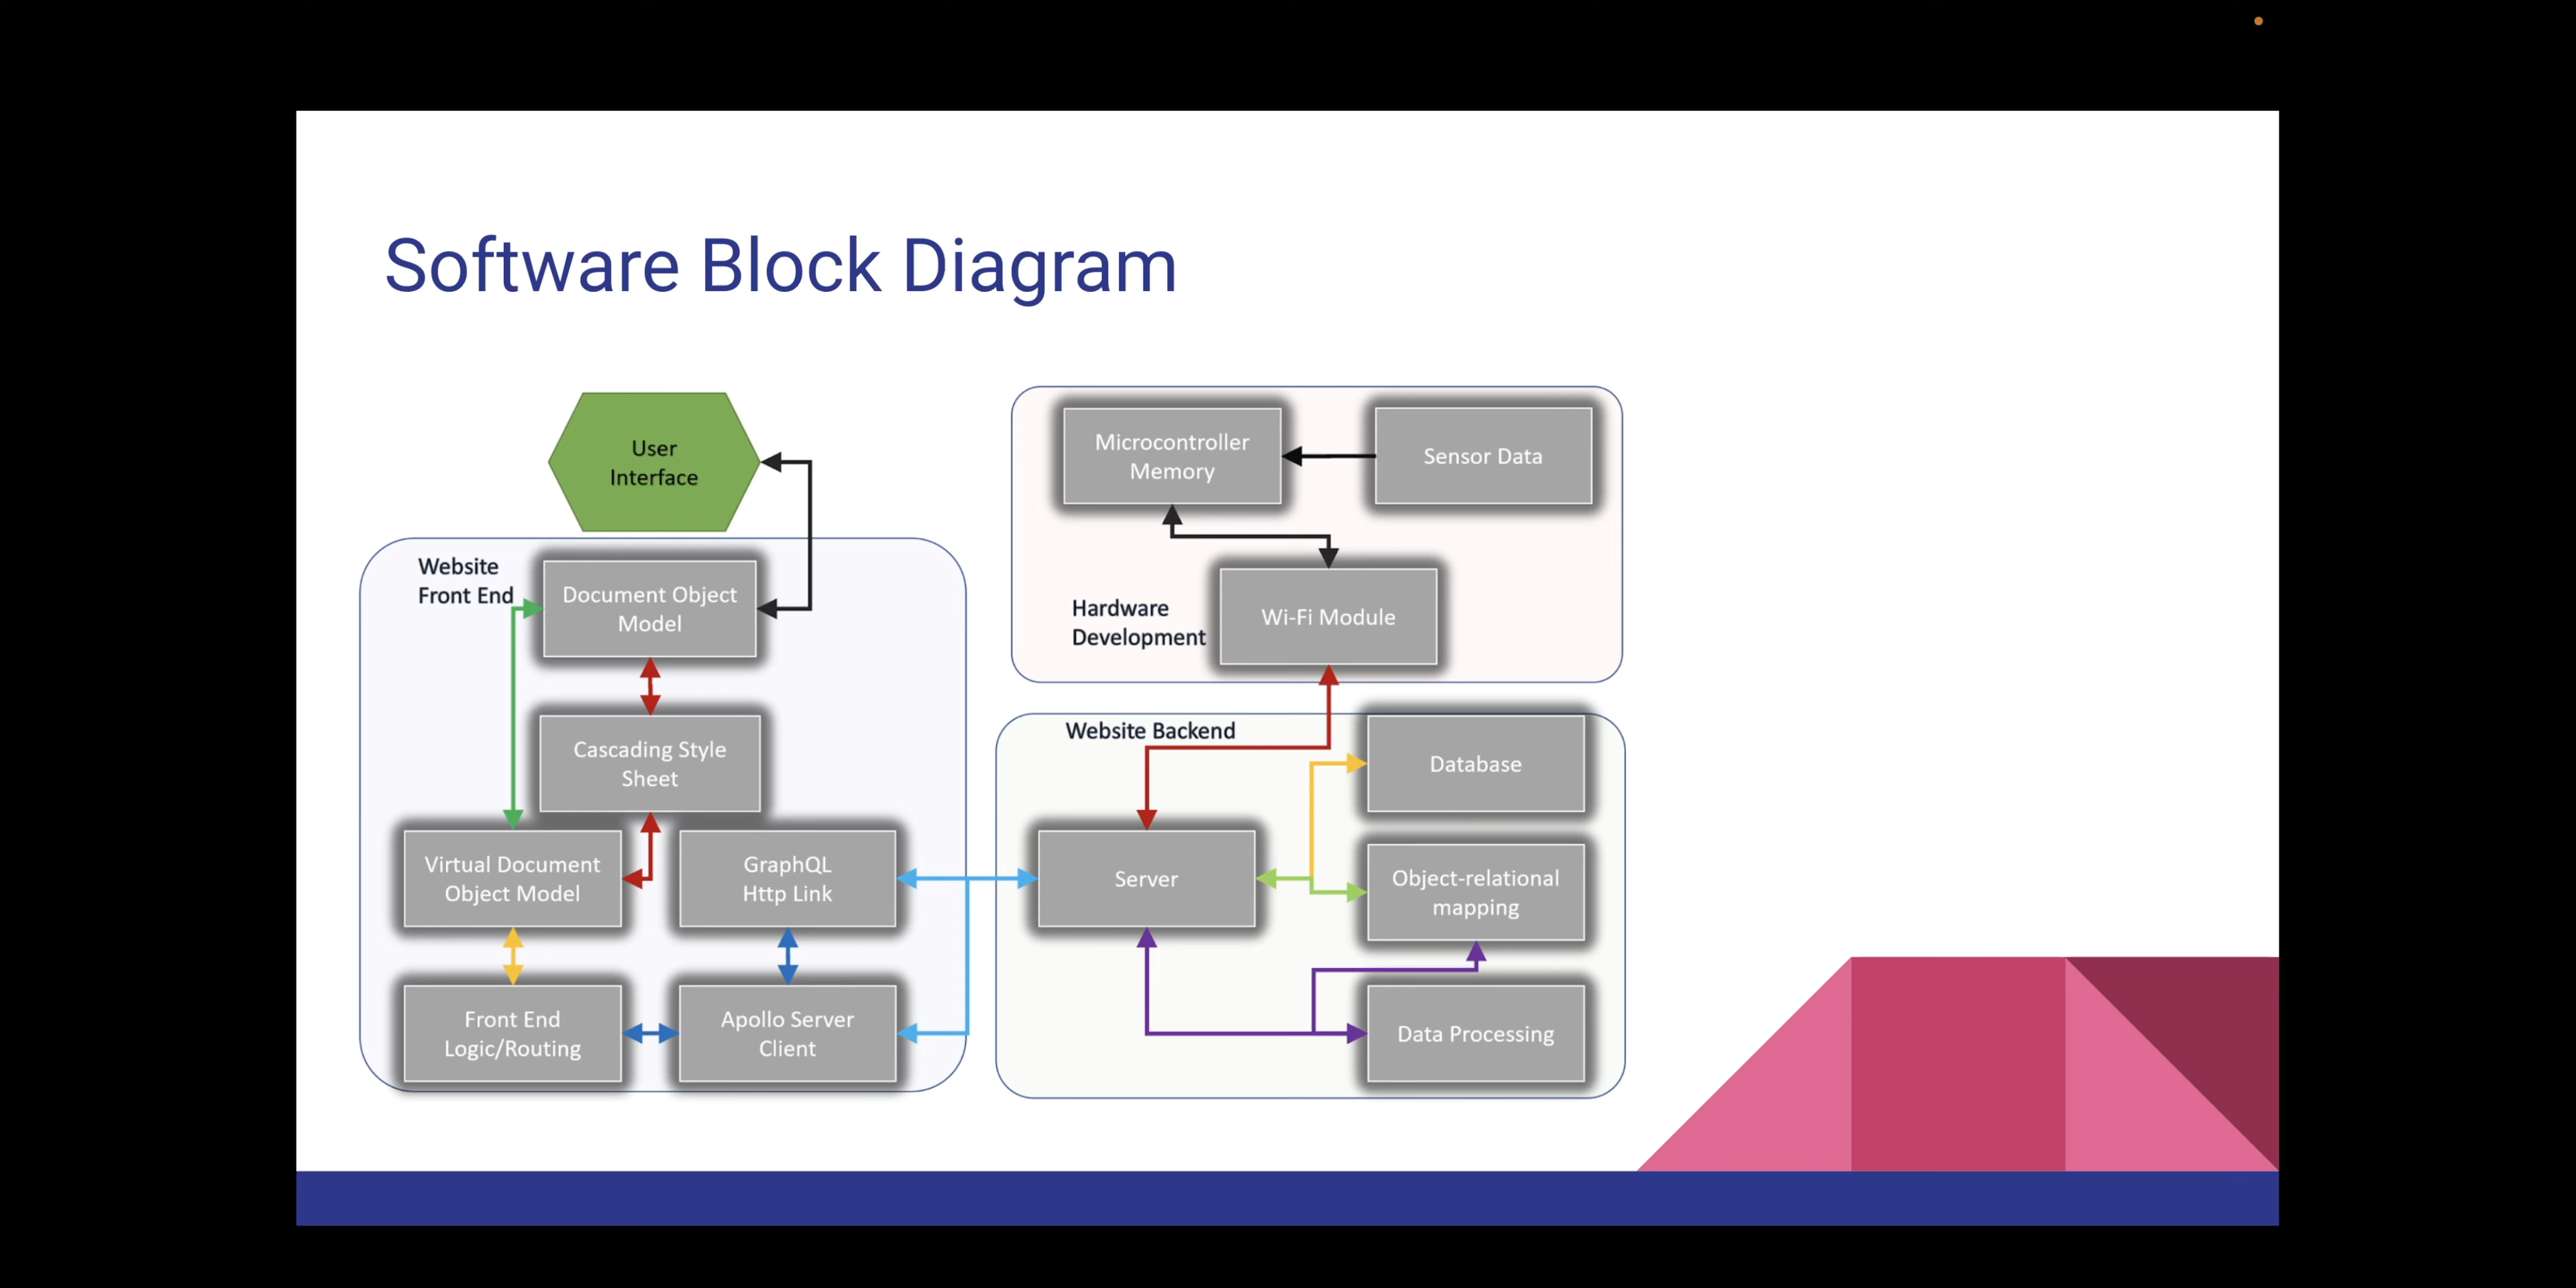 Software Block Diagram
User
Interface
Website
Front End
Document Object
Model
Cascading Style
Sheet
Virtual Document
Object Model
GraphQL
Http Link
Front End
Logic/Routing
Apollo Server
Client
Microcontroller
Memory
Sensor Data
Hardware
Development
Wi-Fi Module
Website Backend
Database
Server
Object-relational
mapping
Data Processing